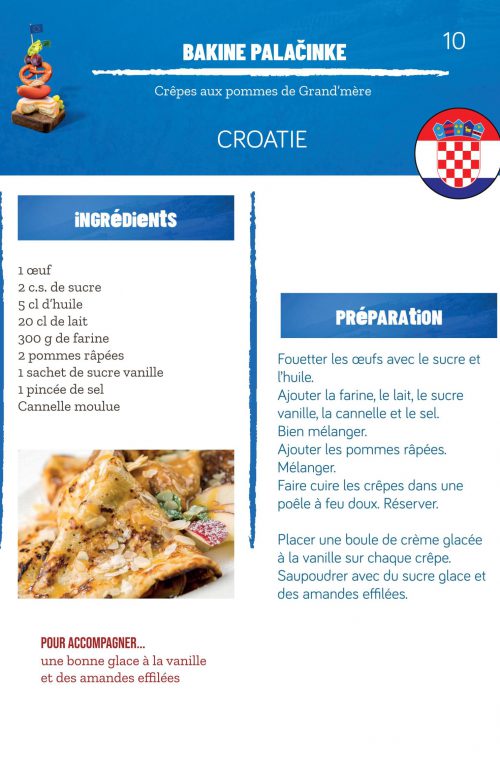 BAKINE PALAČINKE
10
Crêpes aux pommes de Grand'mère
CROATIE
iNGRéDieNtS
1 œuf
2 c.s. de sucre
5 cl d'huile
20 cl de lait
300 g de farine
2 pommes râpées
1 sachet de sucre vanille
1 pincée de sel
Cannelle moulue
POUR ACCOMPAGNER...
une bonne glace à la vanille
et des amandes effilées
PRéPARAtiON
Fouetter les œufs avec le sucre et
l'huile.
Ajouter la farine, le lait, le sucre
vanille, la cannelle et le sel.
Bien mélanger.
Ajouter les pommes râpées.
Mélanger.
Faire cuire les crêpes dans une
poêle à feu doux. Réserver.
Placer une boule de crème glacée
à la vanille sur chaque crêpe.
Saupoudrer avec du sucre glace et
des amandes effilées.